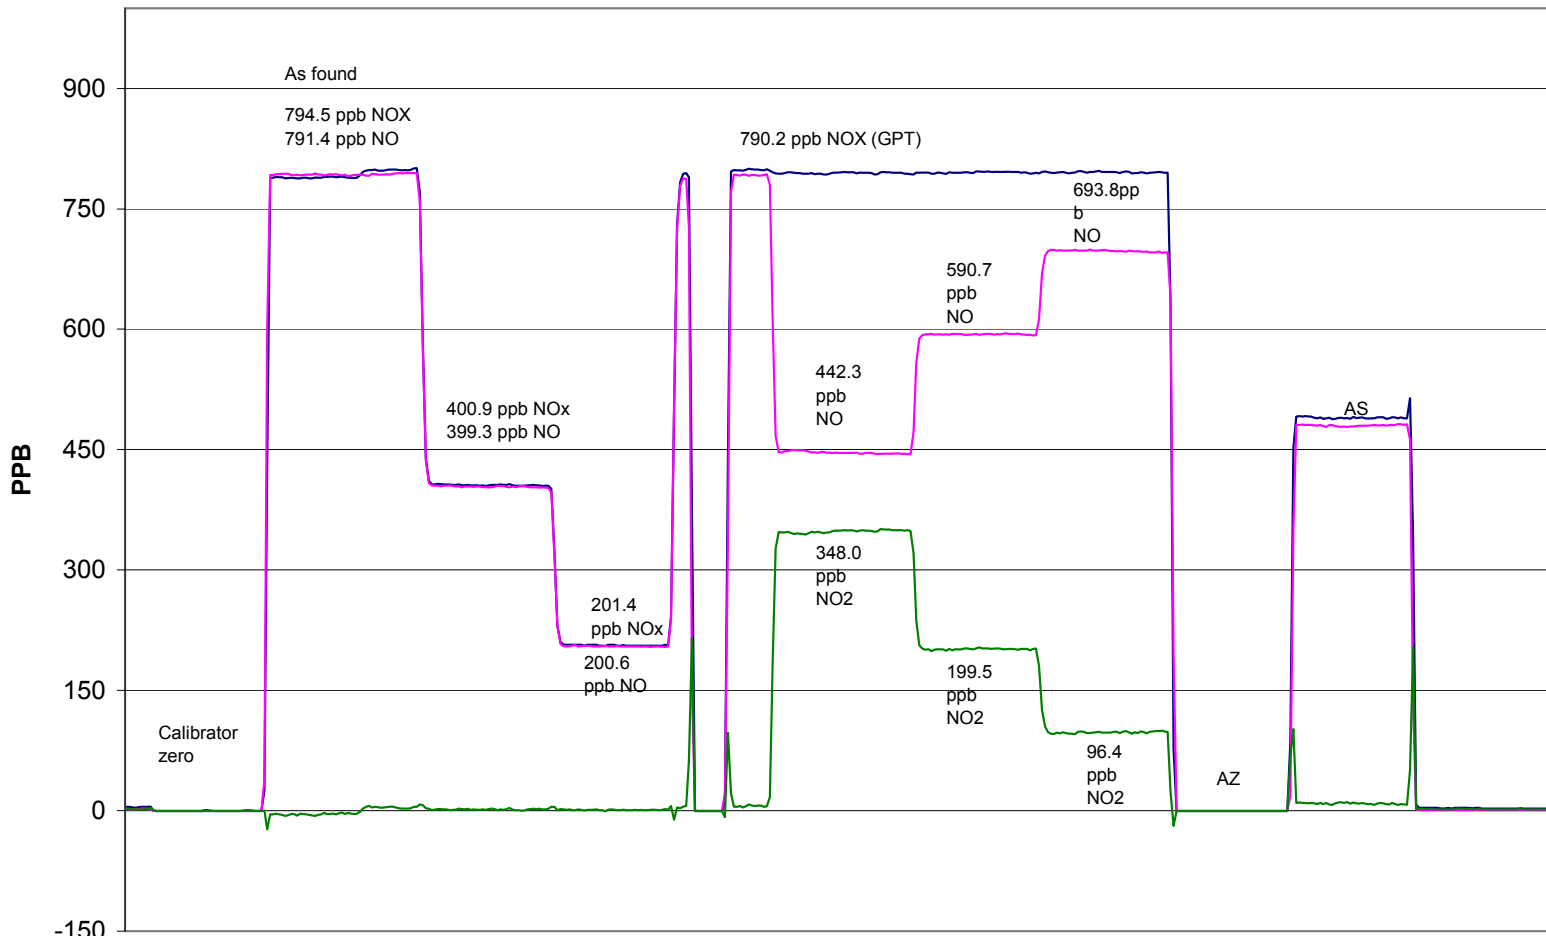 As found
794.5 ppb NOX
791.4 ppb NO
790.2 ppb NOX (GPT)
693.8pp
b
NO
590.7
ppb
NO
442.3
ppb
NO
400.9 ppb NOx
399.3 ppb NO
AS
348.0
ppb
NO2
201.4
ppb NOx
200.6
ppb NO
199.5
ppb
NO2
Calibrator
zero
96.4
ppb
NO2
AZ
PPB
900
750
600
450
300
150
0
-150